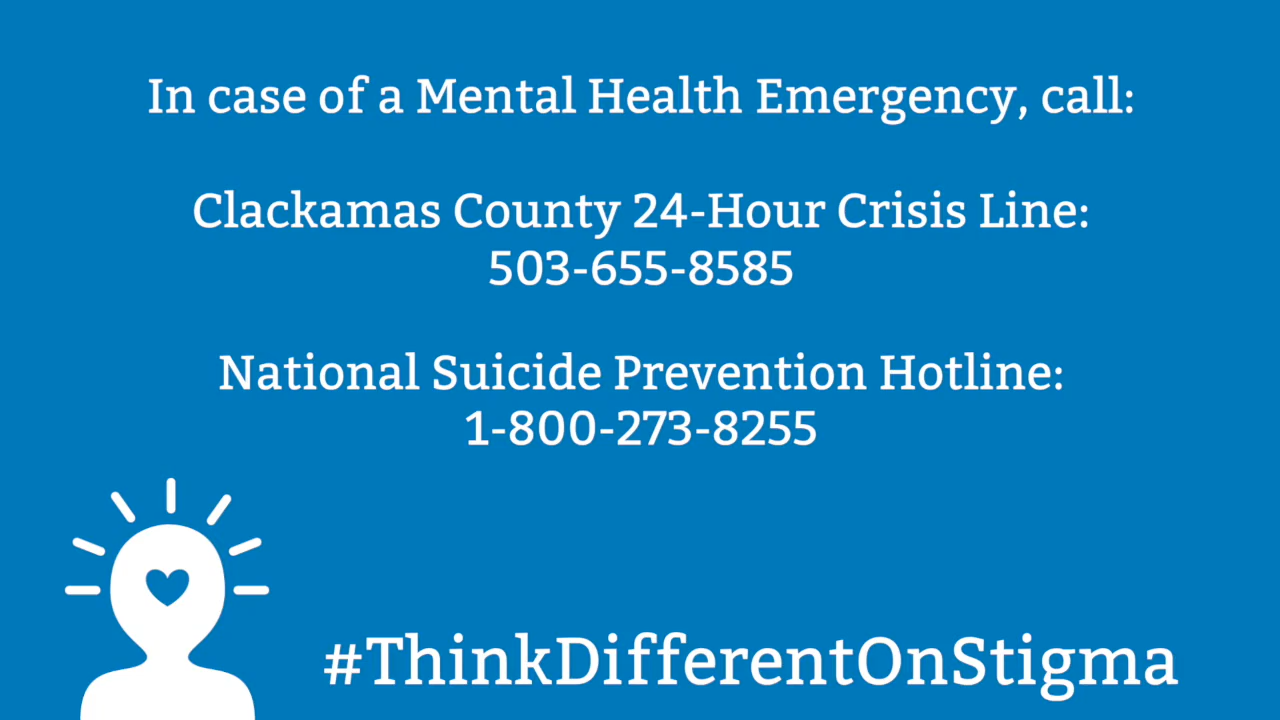 In case of a Mental Health Emergency, call:
Clackamas County 24-Hour Crisis Line:
503-655-8585
National Suicide Prevention Hotline:
1-800-273-8255
#ThinkDifferentOnStigma